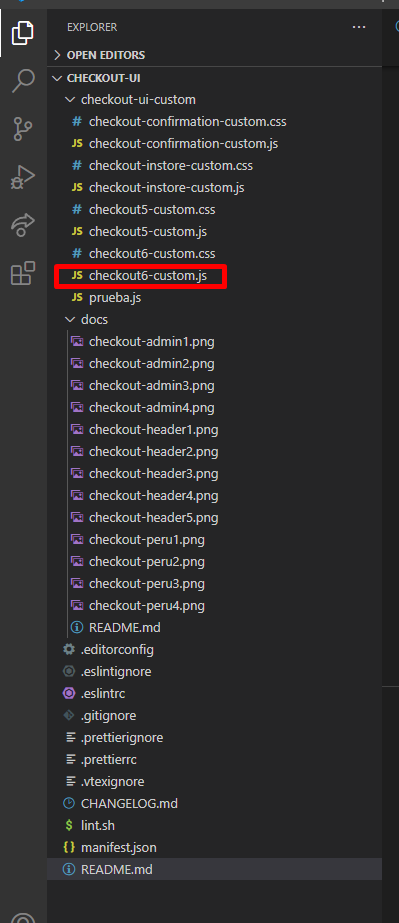 EXPLORER
OPEN EDITORS
CHECKOUT-UI
checkout-ui-custom
# checkout-confirmation-custom.css
JS checkout-confirmation-custom.js
# checkout-instore-custom.css
JS checkout-instore-custom.js
# checkout5-custom.css
JS checkout5-custom.js
# checkout6-custom.css
JS checkout6-custom.js
JS prueba.js
docs
checkout-admin1.png
checkout-admin2.png
checkout-admin3.png
checkout-admin4.png
checkout-header1.png
checkout-header2.png
checkout-header3.png
checkout-header4.png
checkout-header5.png
checkout-peru1.png
checkout-peru2.png
checkout-peru3.png
checkout-peru4.png
README.md
.editorconfig
.eslintignore
.eslintrc
.gitignore
.prettierignore
.prettierrc
.vtexignore
CHANGELOG.md
$ lint.sh
{} manifest.json
README.md